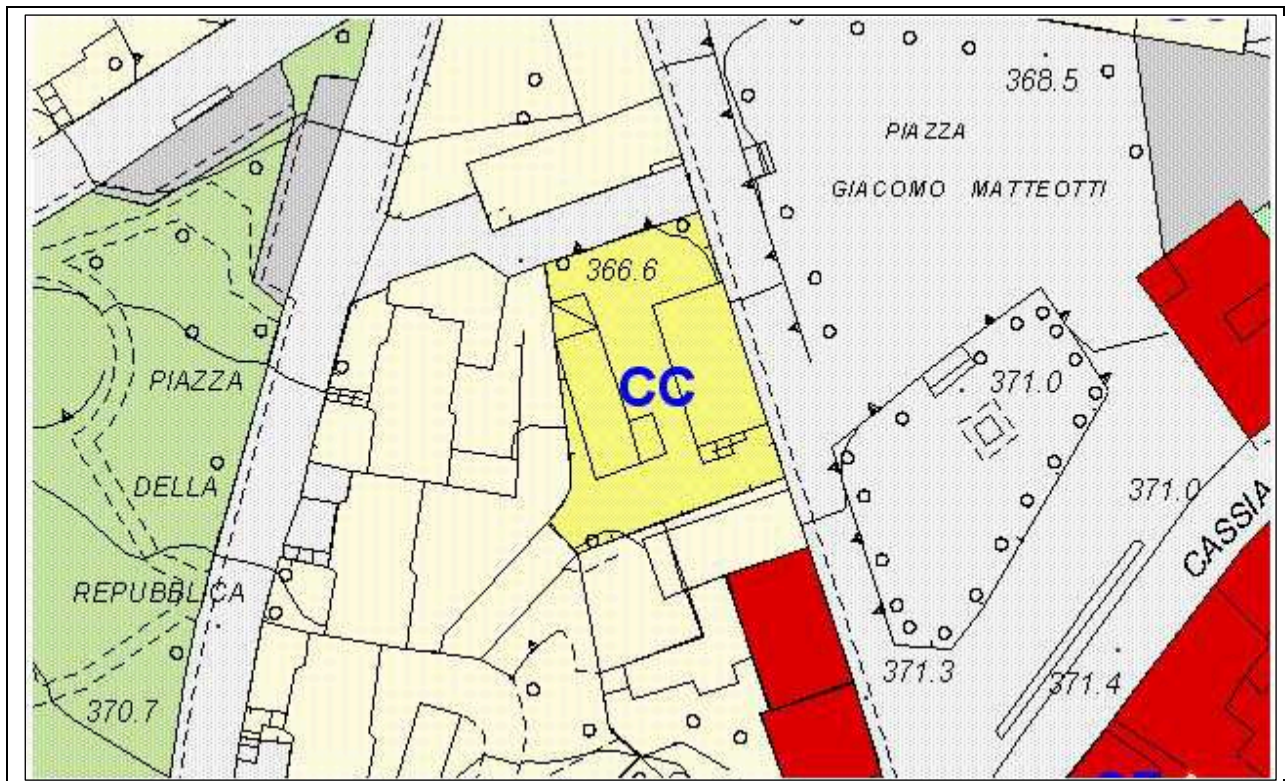 368.5
PIAZZA
GIACOMO MATTEOTTI
366.6
PIAZZA
CC
371.0
DELLA
371.0
CASSIA
REPUBBLICA
371.3
371.4
370.7